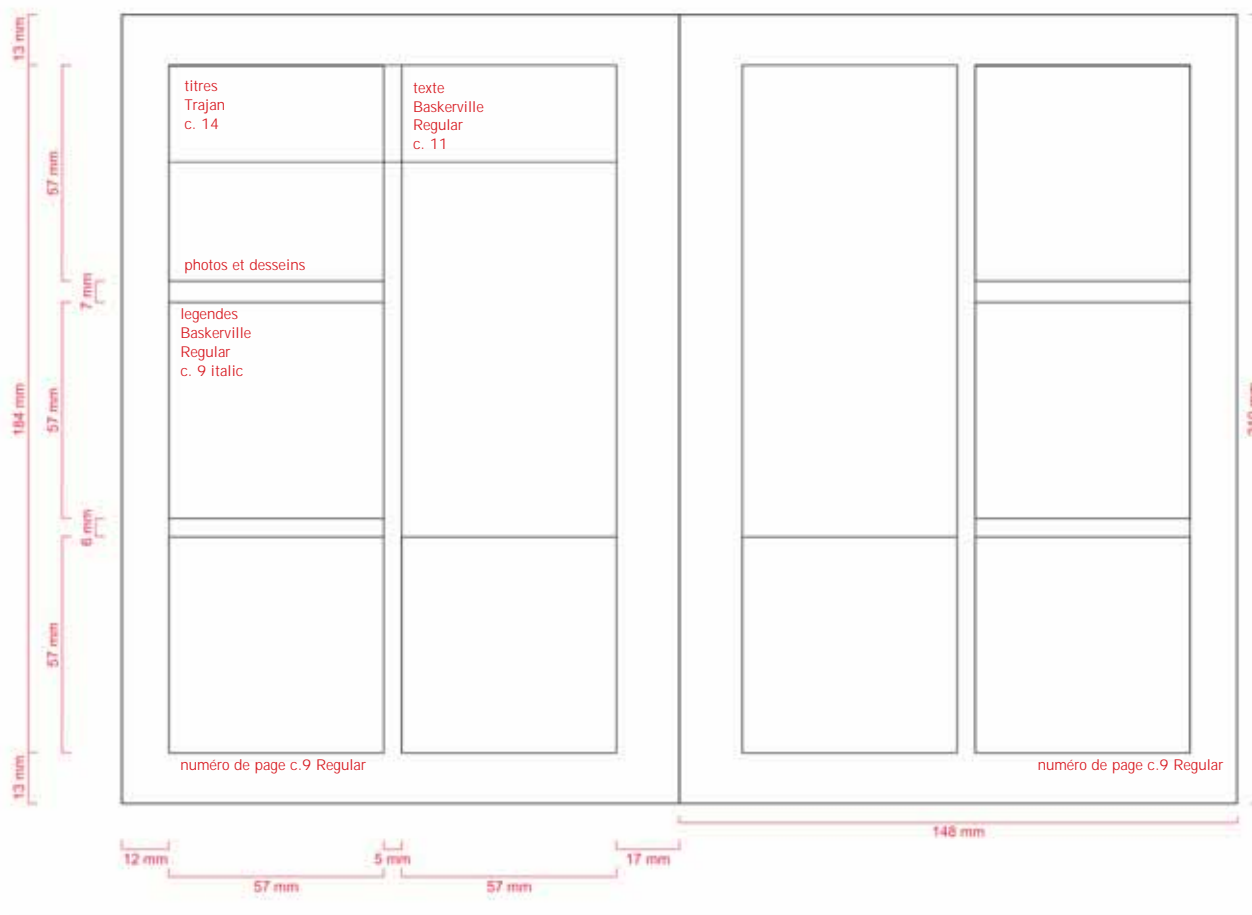 13 mm
57 mm
7 mm
184 mm
57 mm
6 mm
57 mm
13 mm
titres
Trajan
c. 14
texte
Baskerville
Regular
c. 11
photos et desseins
legendes
Baskerville
Regular
c. 9 italic
numéro de page c.9 Regular
numéro de page c.9 Regular
12 mm
5 mm
17 mm
148 mm
57 mm
57 mm